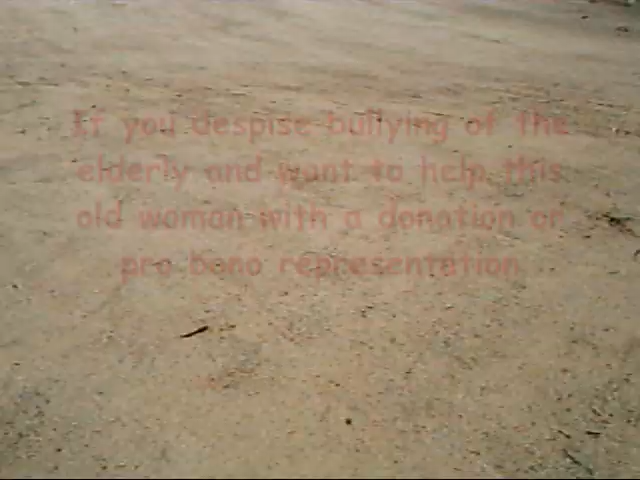 If you despise bullying of the
elderly and want to help this
old woman with a donation or
pro bono representation